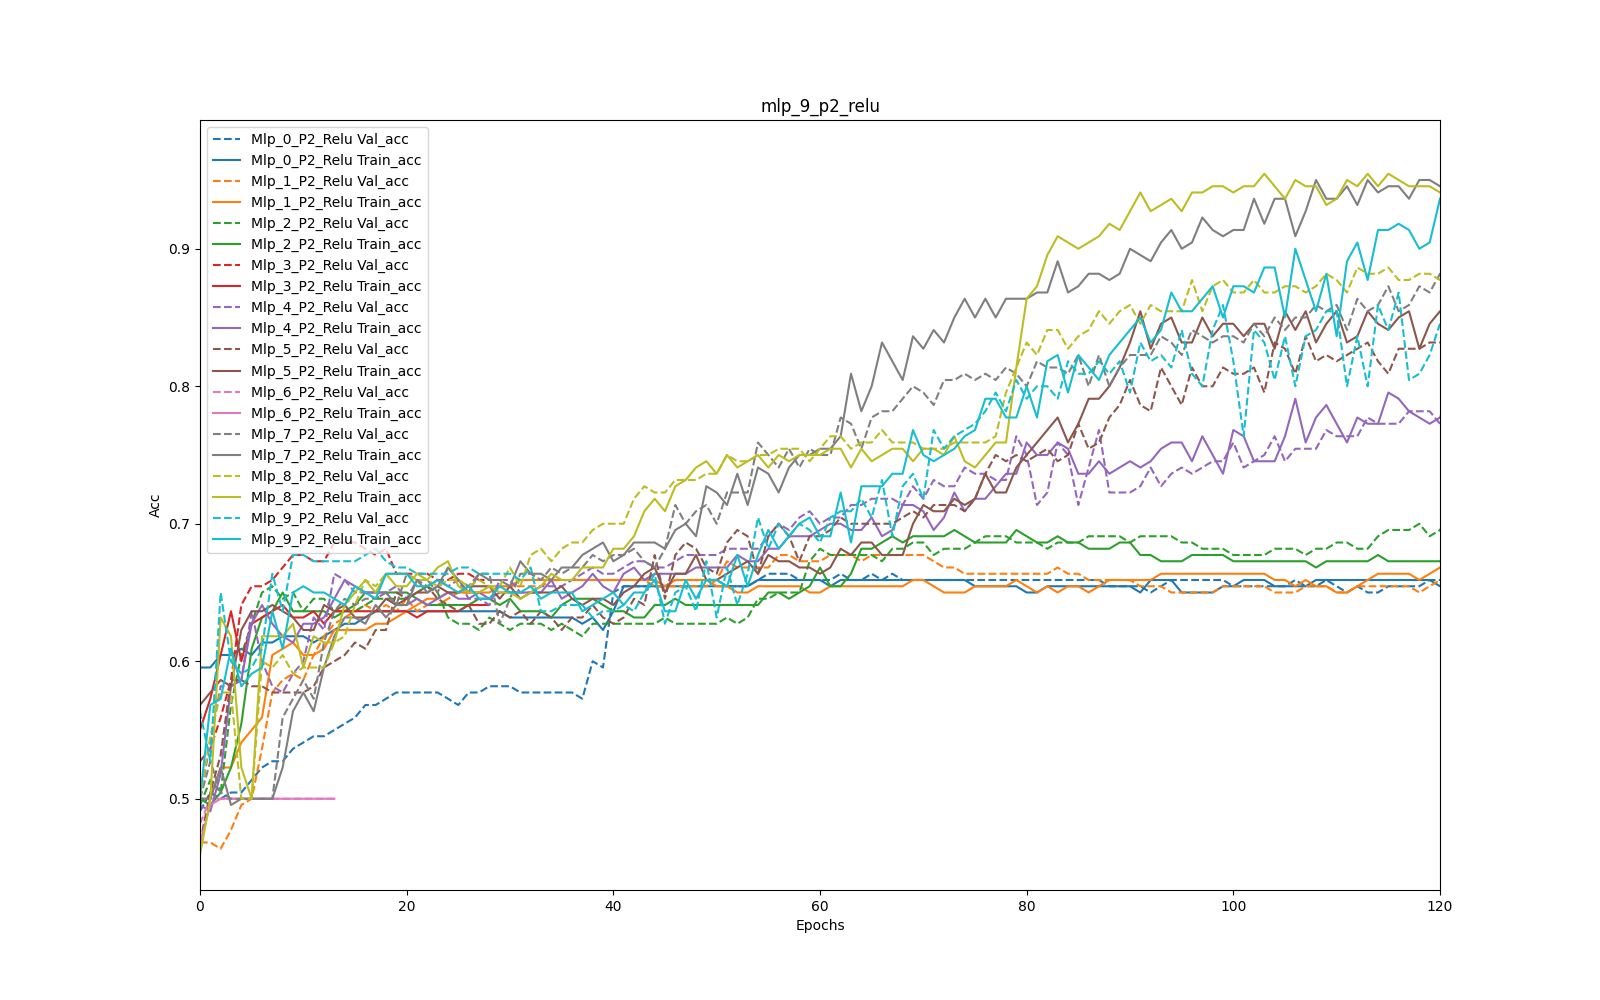 mlp_9_p2_relu
Acc
0.9
0.8
0.7
0.6
0.5
Mlp_0_P2_Relu Val_acc
Mlp_0_P2_Relu Train_acc
Mlp_1_P2_Relu Val_acc
Mlp_1_P2_Relu Train_acc
Mlp_2_P2_Relu Val_acc
Mlp_2_P2_Relu Train_acc
Mlp_3_P2_Relu Val_acc
Mlp_3_P2_Relu Train_acc
Mlp_4_P2_Relu Val_acc
Mlp_4_P2_Relu Train_acc
Mlp_5_P2_Relu Val_acc
Mlp_5_P2_Relu Train_acc
Mlp_6_P2_Relu Val_acc
Mlp_6_P2_Relu Train_acc
Mlp_7_P2_Relu Val_acc
Mlp_7_P2_Relu Train_acc
Mlp_8_P2_Relu Val_acc
Mlp_8_P2_Relu Train_acc
Mlp_9_P2_Relu Val_acc
Mlp_9_P2_Relu Train_acc
0 20 40 60 80 100 120
Epochs